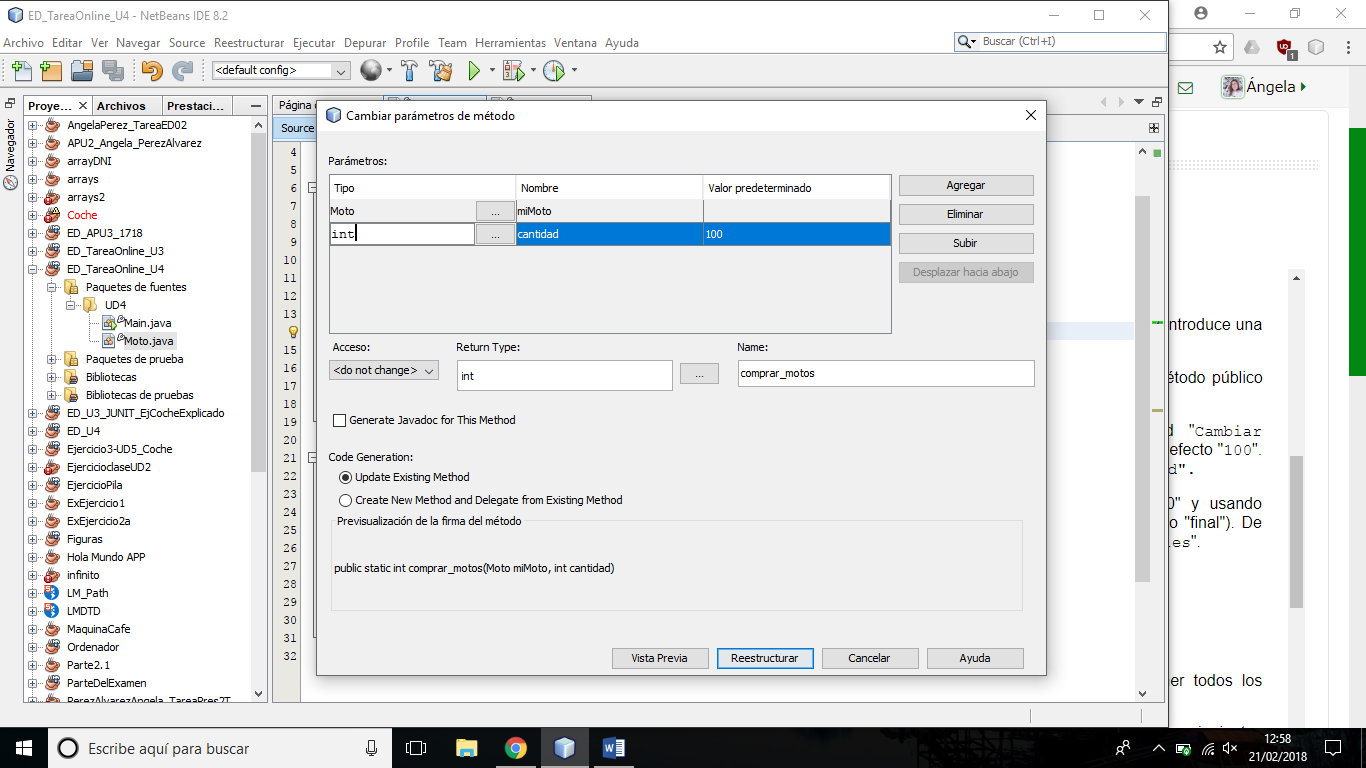 ED_TareaOnline_U4 - NetBeans IDE 8.2
Archivo Editar Ver Navegar Source Reestructurar Ejecutar Depurar Profile Team Herramientas Ventana Ayuda
Buscar (Ctrl+I)
<default config>
1
Ángela
Proye...
Archivos
Prestaci...
Página
Navegador
Source
AngelaPerez_TareaED02
APU2_Angela_PerezAlvarez
arrayDNI
arrays
arrays2
Coche
ED_APU3_1718
ED_TareaOnline_U3
ED_TareaOnline_U4
Paquetes de fuentes
UD4
Main.java
Moto.java
Paquetes de prueba
Bibliotecas
Bibliotecas de pruebas
ED_U3_JUNIT_EjCocheExplicado
ED_U4
Ejercicio3-UD5_Coche
EjercicioclaseUD2
EjercicioPila
ExEjercicio1
ExEjercicio2a
Figuras
Hola Mundo APP
infinito
LM_Path
LMDTD
MaquinaCafe
Ordenador
Parte2.1
ParteDelExamen
PerezAlvarezAngela_TareaPres2T
4
5
6
7
8
9
10
11
12
13
15
16
17
18
19
20
21
22
23
24
25
26
27
28
29
30
31
32
Cambiar parámetros de método
Parámetros:
Tipo Nombre Valor predeterminado
Moto ... miMoto
int ... cantidad 100
Agregar
Eliminar
Subir
Desplazar hacia abajo
Acceso: Return Type: Name:
<do not change> int ... comprar_motos
Generate Javadoc for This Method
Code Generation:
Update Existing Method
Create New Method and Delegate from Existing Method
Previsualización de la firma del método
public static int comprar_motos(Moto miMoto, int cantidad)
Vista Previa Reestructurar Cancelar Ayuda
introduce una
público
"Cambiar
"100".
d".
0" y usando
"final"). De
es".
er todos los
Escribe aquí para buscar
12:58
21/02/2018